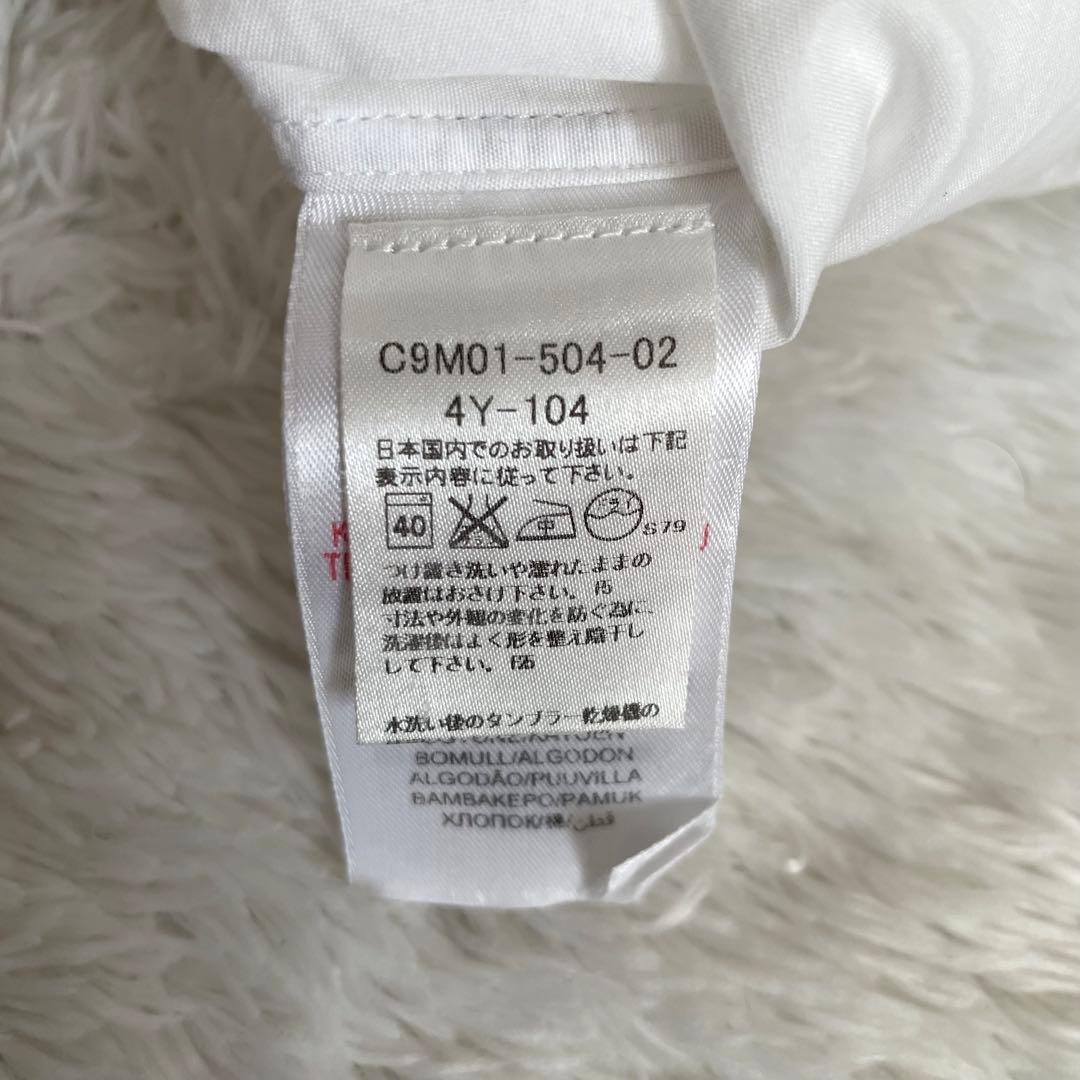 C9M01-504-02
4Y-104
日本国内でのお取り扱いは下記
表示内容に従って下さい。
40 中 S79
つけ置き洗いや濡れたままの
放置はおさけ下さい。F5
寸法や外観の変化を防ぐ為に、
洗濯後はよく形を整え陰干し
して下さい。F26
水洗い後のタンブラー乾燥機の
BOMULL/ALGODON
ALGODÃO/PUUVILLA
BAMBAKEPO/PAMUK
ХЛОПОК/棉/قطن